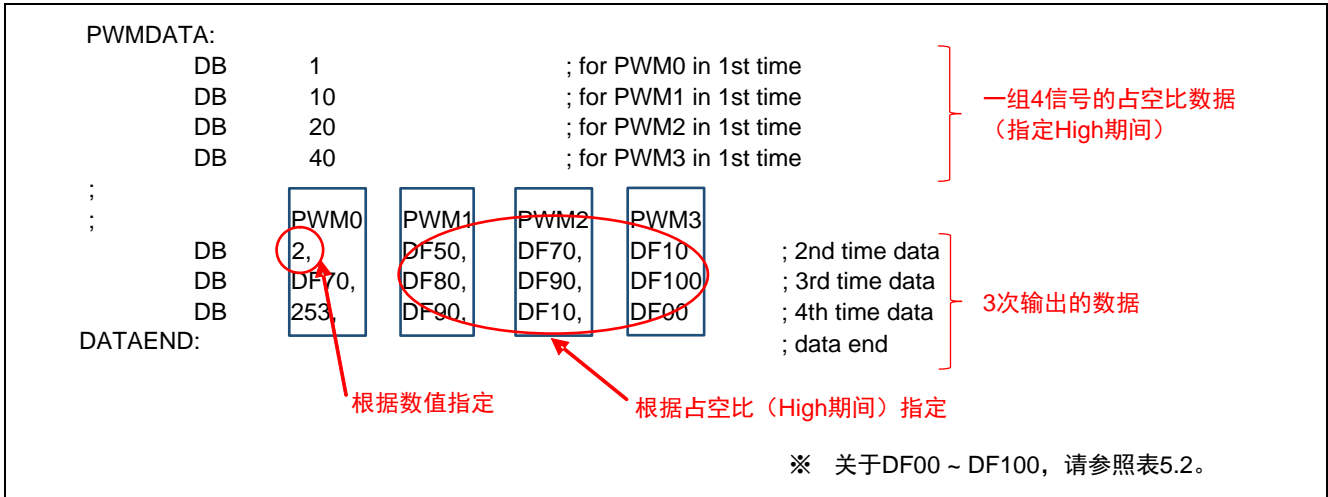 PWMDATA:
DB 1 ; for PWM0 in 1st time
DB 10 ; for PWM1 in 1st time
DB 20 ; for PWM2 in 1st time
DB 40 ; for PWM3 in 1st time
一组4信号的占空比数据
（指定High期间）
;
; PWM0 PWM1 PWM2 PWM3
DB 2, DF50, DF70, DF10 ; 2nd time data
DB DF70, DF80, DF90, DF100 ; 3rd time data
DB 253, DF90, DF10, DF00 ; 4th time data
DATAEND: ; data end
3次输出的数据
根据数值指定
根据占空比（High期间）指定
※ 关于DF00 ~ DF100，请参照表5.2。